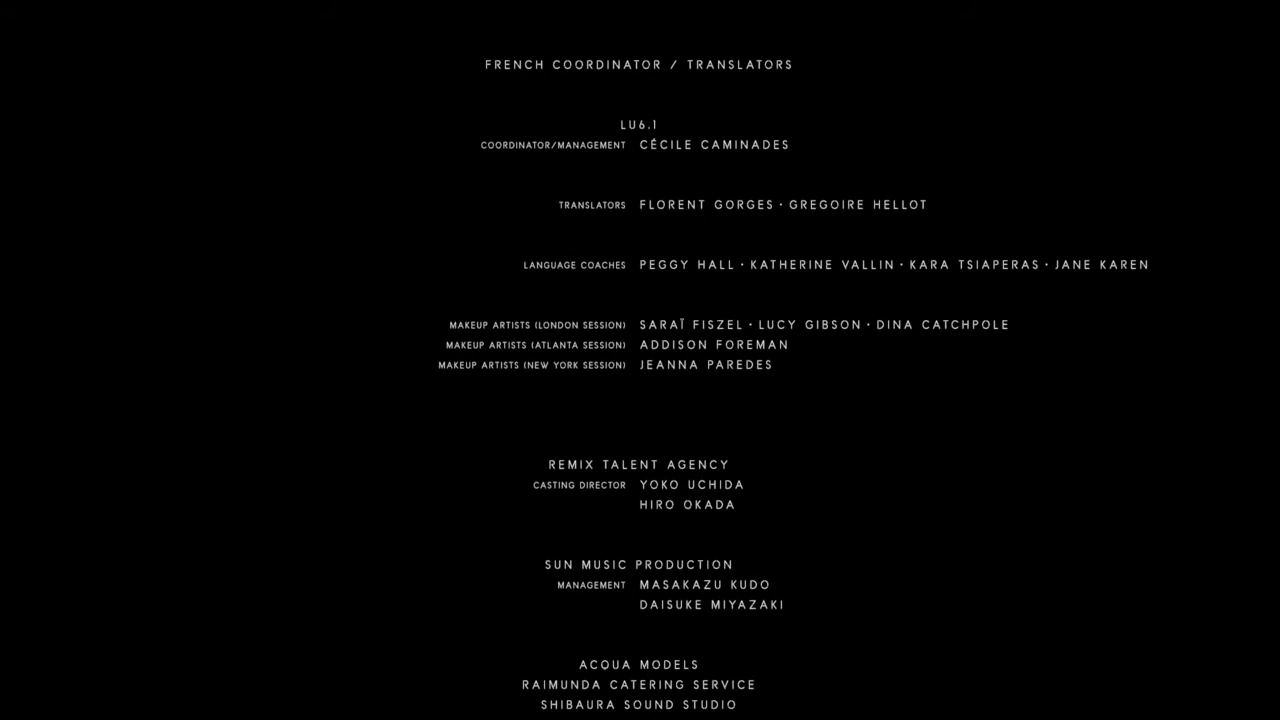 FRENCH COORDINATOR / TRANSLATORS
LU6.1
COORDINATOR/MANAGEMENT CÉCILE CAMINADES
TRANSLATORS FLORENT GORGES・GREGOIRE HELLOT
LANGUAGE COACHES PEGGY HALL・KATHERINE VALLIN・KARA TSIAPERAS・JANE KAREN
MAKEUP ARTISTS (LONDON SESSION) SARAÏ FISZEL・LUCY GIBSON・DINA CATCHPOLE
MAKEUP ARTISTS (ATLANTA SESSION) ADDISON FOREMAN
MAKEUP ARTISTS (NEW YORK SESSION) JEANNA PAREDES
REMIX TALENT AGENCY
CASTING DIRECTOR YOKO UCHIDA
HIRO OKADA
SUN MUSIC PRODUCTION
MANAGEMENT MASAKAZU KUDO
DAISUKE MIYAZAKI
ACQUA MODELS
RAIMUNDA CATERING SERVICE
SHIBAURA SOUND STUDIO